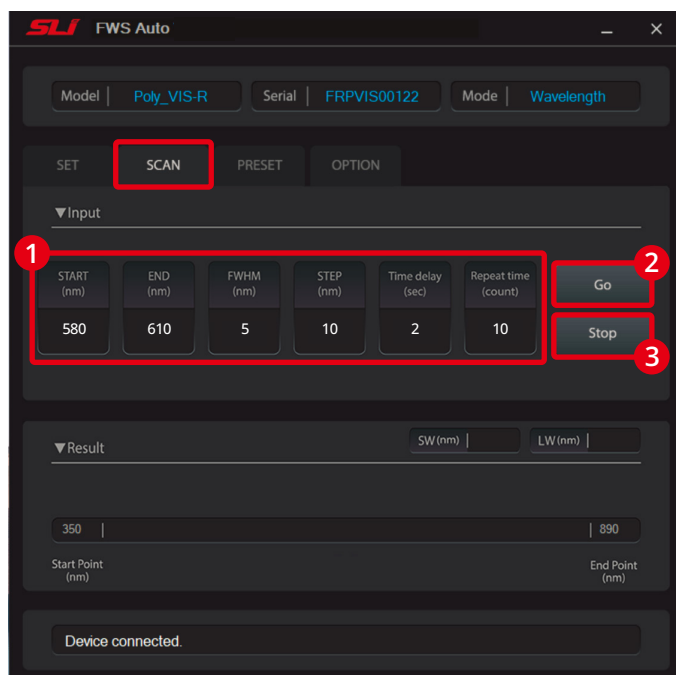 SLi FWS Auto
Model | Poly_VIS-R Serial | FRPVIS00122 Mode | Wavelength
SET SCAN PRESET OPTION
▼Input
1
START (nm) END (nm) FWHM (nm) STEP (nm) Time delay (sec) Repeat time (count)
580 610 5 10 2 10
Go
2
Stop
3
▼Result SW(nm) | LW(nm) |
350 | | 890
Start Point (nm) End Point (nm)
Device connected.